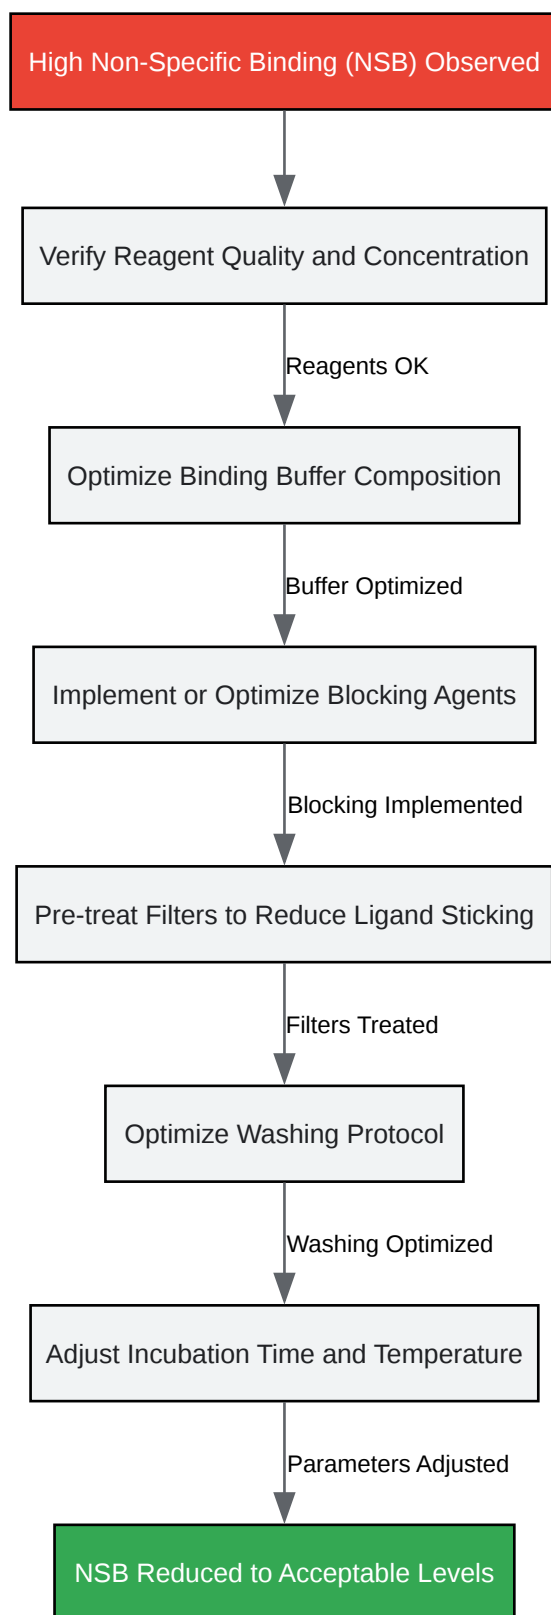 High Non-Specific Binding (NSB) Observed
Verify Reagent Quality and Concentration
Reagents OK
Optimize Binding Buffer Composition
Buffer Optimized
Implement or Optimize Blocking Agents
Blocking Implemented
Pre-treat Filters to Reduce Ligand Sticking
Filters Treated
Optimize Washing Protocol
Washing Optimized
Adjust Incubation Time and Temperature
Parameters Adjusted
NSB Reduced to Acceptable Levels